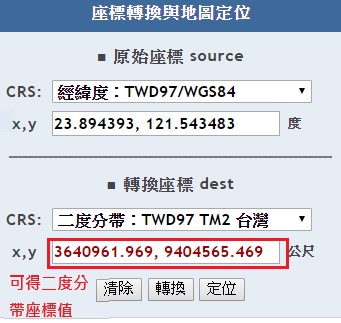 座標轉換與地圖定位
■ 原始座標 source
CRS: 經緯度：TWD97/WGS84
x,y 23.894393, 121.543483 度
■ 轉換座標 dest
CRS: 二度分帶：TWD97 TM2 台灣
x,y 3640961.969, 9404565.469 公尺
可得二度分
帶座標值
清除 轉換 定位